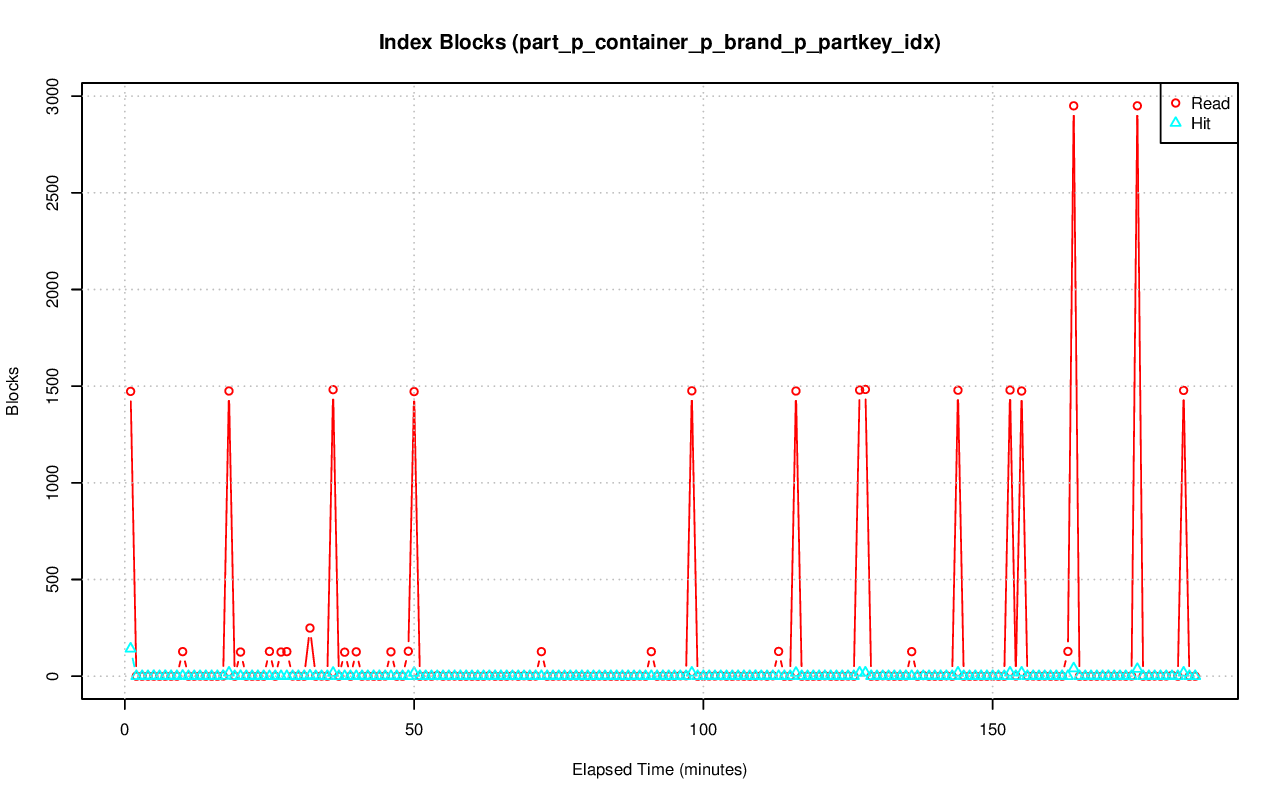 Index Blocks (part_p_container_p_brand_p_partkey_idx)
Read
Hit
3000
2500
2000
1500
1000
500
0
Blocks
0 50 100 150
Elapsed Time (minutes)